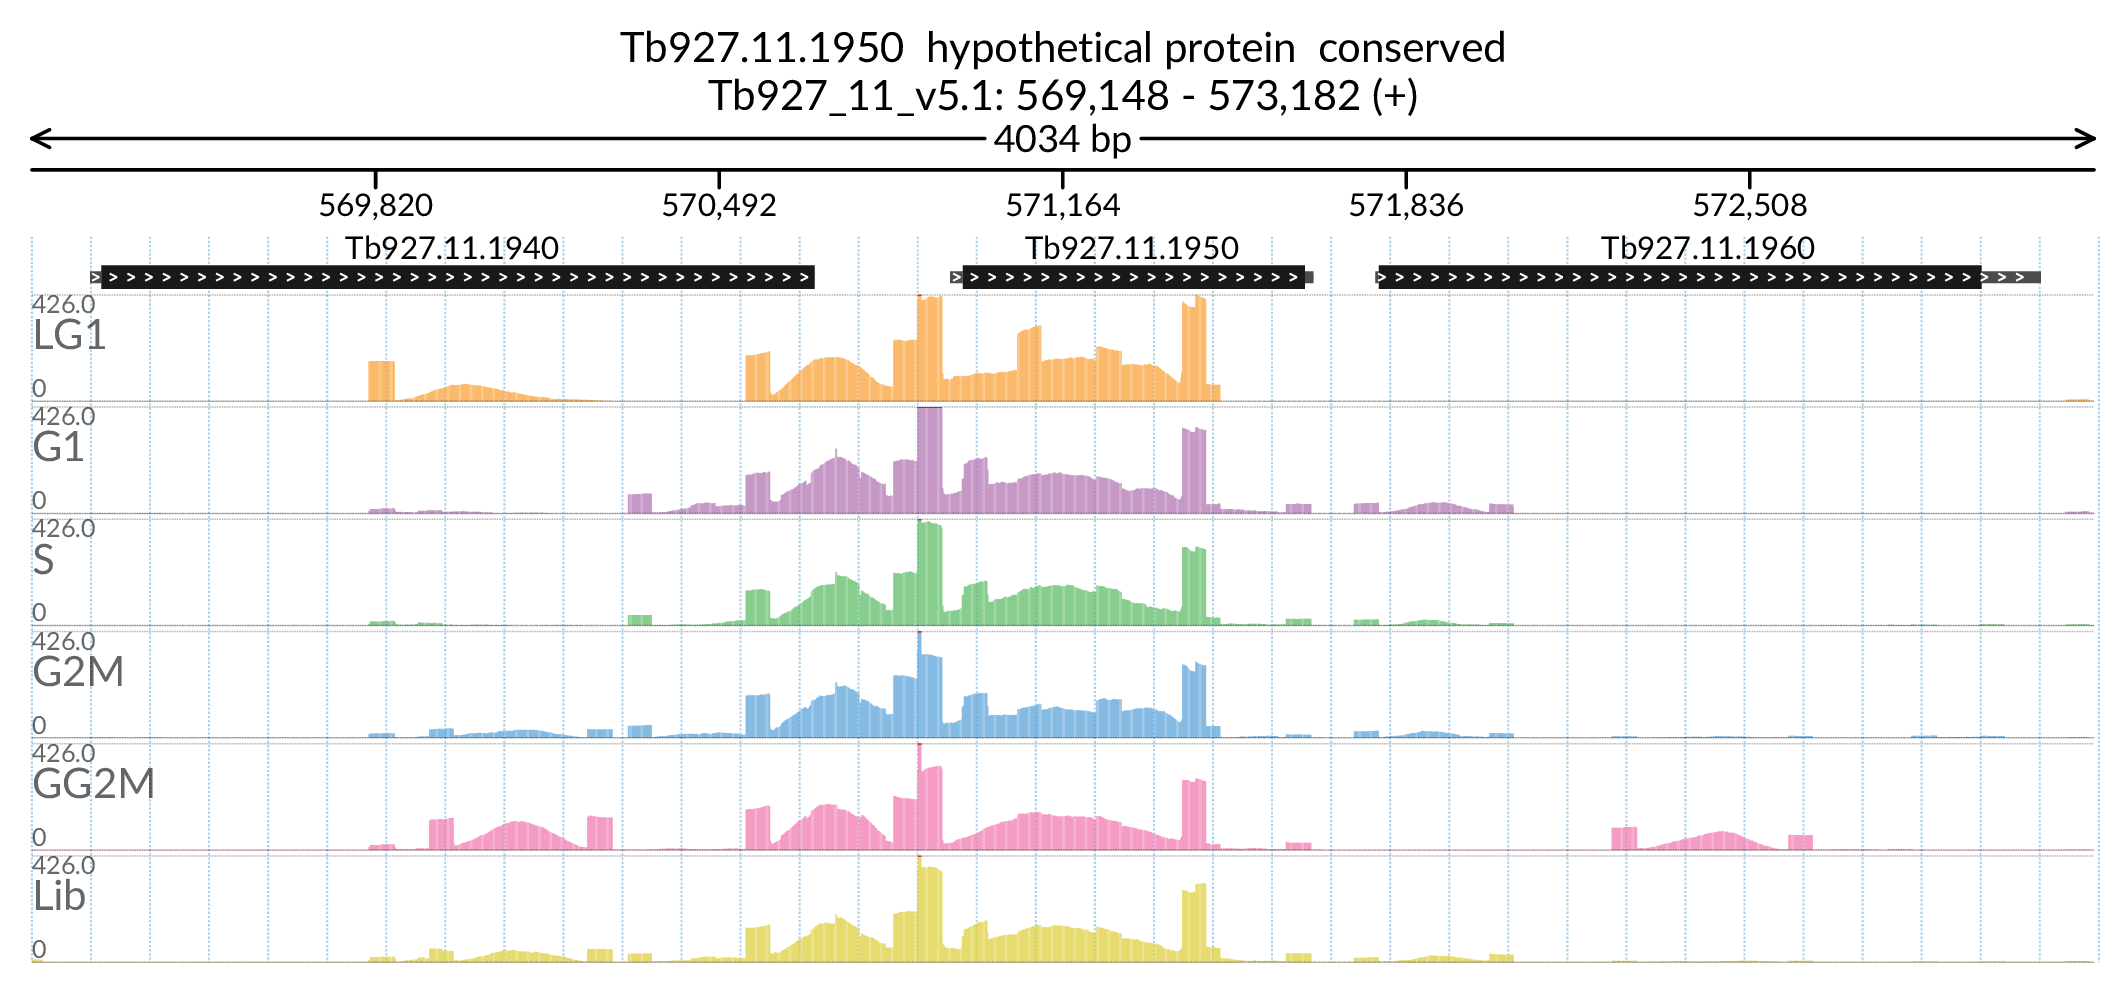 Tb927.11.1950  hypothetical protein  conserved
Tb927_11_v5.1: 569,148 - 573,182 (+)
4034 bp
569,820 570,492 571,164 571,836 572,508
Tb927.11.1940 Tb927.11.1950 Tb927.11.1960
426.0
LG1
0
426.0
G1
0
426.0
S
0
426.0
G2M
0
426.0
GG2M
0
426.0
Lib
0